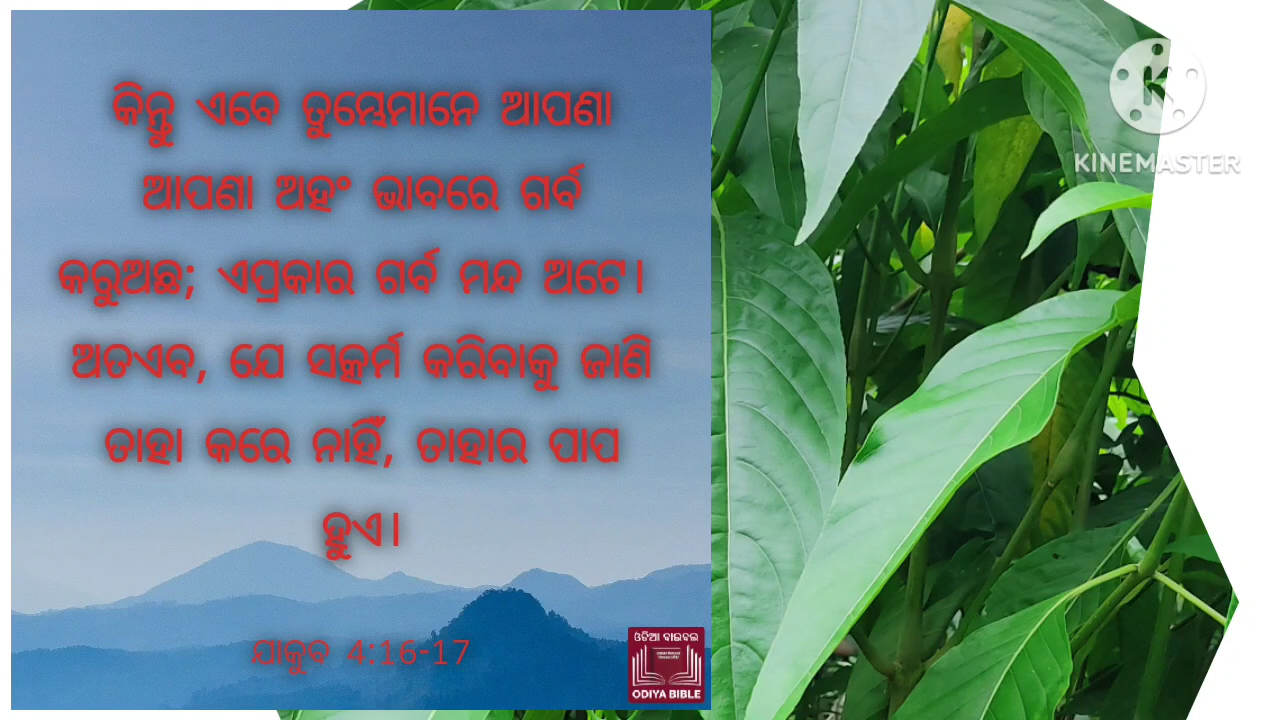 କିନ୍ତୁ ଏବେ ତୁମ୍ଭେମାନେ ଆପଣା
ଆପଣା ଅହଂ ଭାବରେ ଗର୍ବ
କରୁଅଛ; ଏପ୍ରକାର ଗର୍ବ ମନ୍ଦ ଅଟେ।
ଅତଏବ, ଯେ ସତ୍କର୍ମ କରିବାକୁ ଜାଣି
ତାହା କରେ ନାହିଁ, ତାହାର ପାପ
ହୁଏ।
ଯାକୁବ 4:16-17
ଓଡିଆ ବାଇବଲ
ODIYA BIBLE
K
KINEMASTER